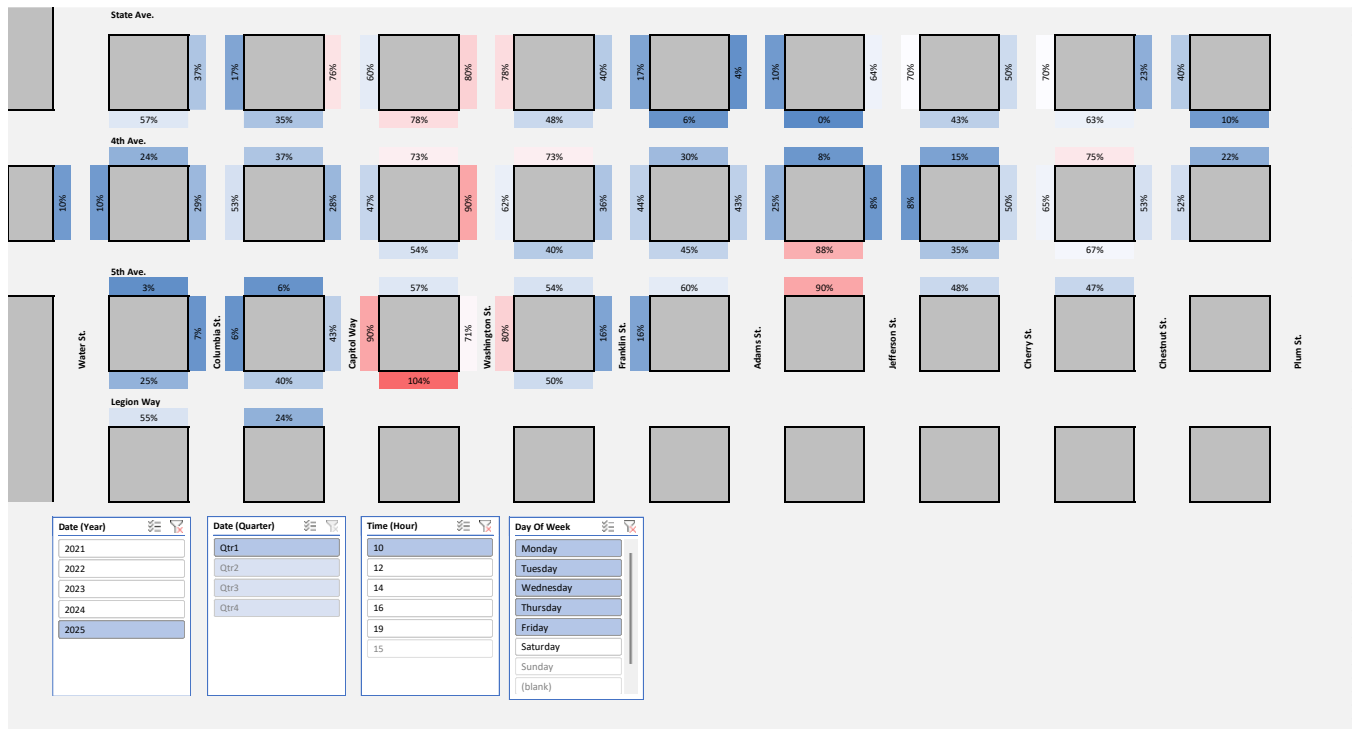 State Ave.
37% 17% 76% 60% 80% 78% 40% 17% 4% 10% 64% 70% 50% 70% 23% 40%
57% 35% 78% 48% 6% 0% 43% 63% 10%
4th Ave.
24% 37% 73% 73% 30% 8% 15% 75% 22%
10% 10% 29% 53% 28% 47% 90% 62% 36% 44% 43% 25% 8% 8% 50% 65% 53% 52%
54% 40% 45% 88% 35% 67%
5th Ave.
3% 6% 57% 54% 60% 90% 48% 47%
Water St. 7% Columbia St. 6% 43% Capitol Way 90% 71% Washington St. 80% 16% Franklin St. 16% Adams St. Jefferson St. Cherry St. Chestnut St. Plum St.
25% 40% 104% 50%
Legion Way
55% 24%
Date (Year)
2021
2022
2023
2024
2025
Date (Quarter)
Qtr1
Qtr2
Qtr3
Qtr4
Time (Hour)
10
12
14
16
19
15
Day Of Week
Monday
Tuesday
Wednesday
Thursday
Friday
Saturday
Sunday
(blank)